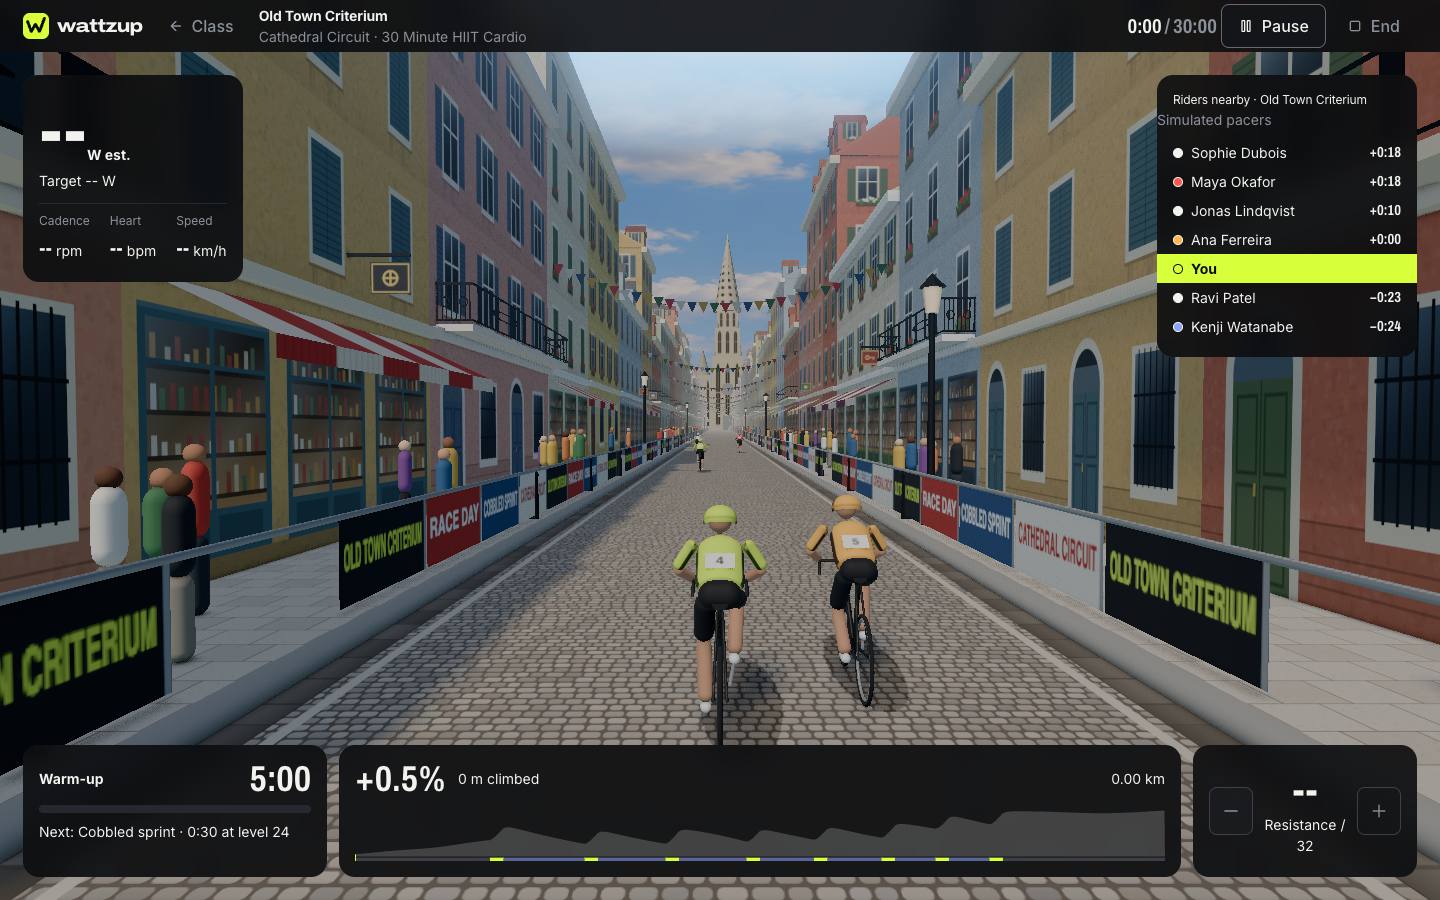 wattzup
Class
Old Town Criterium
Cathedral Circuit · 30 Minute HIIT Cardio
0:00 / 30:00
Pause
End
-- W est.
Target -- W
Cadence Heart Speed
-- rpm -- bpm -- km/h
Riders nearby · Old Town Criterium
Simulated pacers
Sophie Dubois +0:18
Maya Okafor +0:18
Jonas Lindqvist +0:10
Ana Ferreira +0:00
You
Ravi Patel −0:23
Kenji Watanabe −0:24
OLD TOWN CRITERIUM
RACE DAY
COBBLED SPRINT
RACE DAY
COBBLED SPRINT
CATHEDRAL CIRCUIT
OLD TOWN CRITERIUM
N CRITERIUM
4
5
Warm-up 5:00
Next: Cobbled sprint · 0:30 at level 24
+0.5% 0 m climbed 0.00 km
--
Resistance /
32